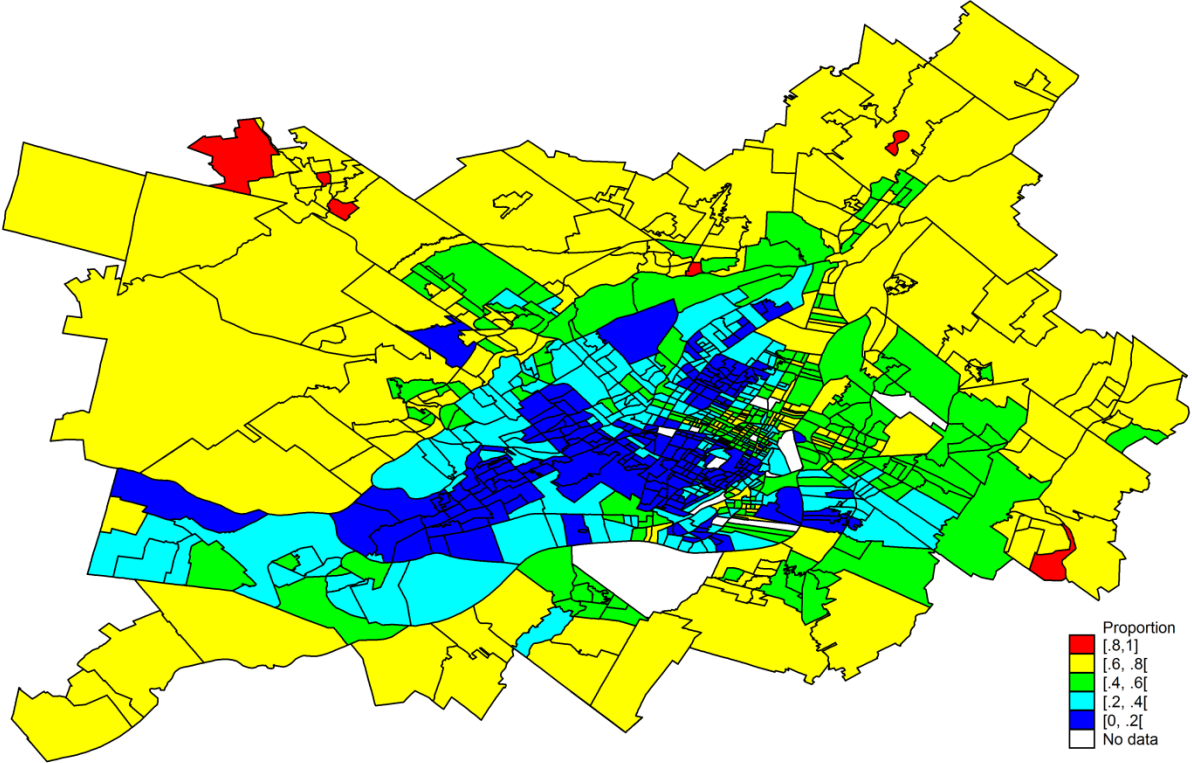 Proportion
[.8,1]
[.6, .8[
[.4, .6[
[.2, .4[
[0, .2[
No data